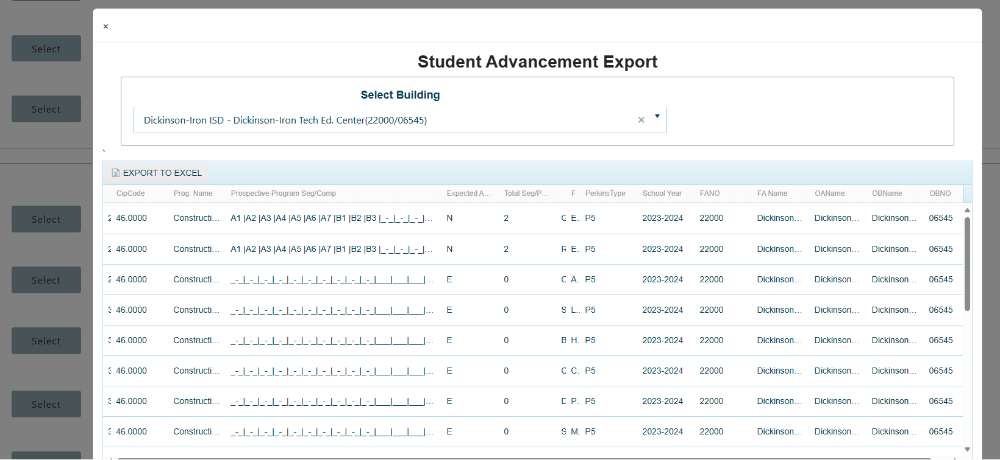 ×
Student Advancement Export
Select Building
Dickinson-Iron ISD - Dickinson-Iron Tech Ed. Center(22000/06545) ×
`
EXPORT TO EXCEL
CipCode Prog. Name Prospective Program Seg/Comp Expected A... Total Seg/P... F PerkinsType School Year FANO FA Name OAName OBName OBNO
2 46.0000 Constructi... A1 |A2 |A3 |A4 |A5 |A6 |A7 |B1 |B2 |B3 |_-_|_-_|_-_|... N 2 G E. P5 2023-2024 22000 Dickinson... Dickinson... Dickinson... 06545
2 46.0000 Constructi... A1 |A2 |A3 |A4 |A5 |A6 |A7 |B1 |B2 |B3 |_-_|_-_|_-_|... N 2 R E. P5 2023-2024 22000 Dickinson... Dickinson... Dickinson... 06545
2 46.0000 Constructi... _-_|_-_|_-_|_-_|_-_|_-_|_-_|_-_|_-_|_-_|___|___|___|... E 0 A. P5 2023-2024 22000 Dickinson... Dickinson... Dickinson... 06545
3 46.0000 Constructi... _-_|_-_|_-_|_-_|_-_|_-_|_-_|_-_|_-_|_-_|___|___|___|... E 0 S L.. P5 2023-2024 22000 Dickinson... Dickinson... Dickinson... 06545
3 46.0000 Constructi... _-_|_-_|_-_|_-_|_-_|_-_|_-_|_-_|_-_|_-_|___|___|___|... E 0 B H. P5 2023-2024 22000 Dickinson... Dickinson... Dickinson... 06545
3 46.0000 Constructi... _-_|_-_|_-_|_-_|_-_|_-_|_-_|_-_|_-_|_-_|___|___|___|... E 0 C. P5 2023-2024 22000 Dickinson... Dickinson... Dickinson... 06545
3 46.0000 Constructi... _-_|_-_|_-_|_-_|_-_|_-_|_-_|_-_|_-_|_-_|___|___|___|... E 0 D P. P5 2023-2024 22000 Dickinson... Dickinson... Dickinson... 06545
3 46.0000 Constructi... _-_|_-_|_-_|_-_|_-_|_-_|_-_|_-_|_-_|_-_|___|___|___|... E 0 S M. P5 2023-2024 22000 Dickinson... Dickinson... Dickinson... 06545
Select
Select
Select
Select
Select
Select